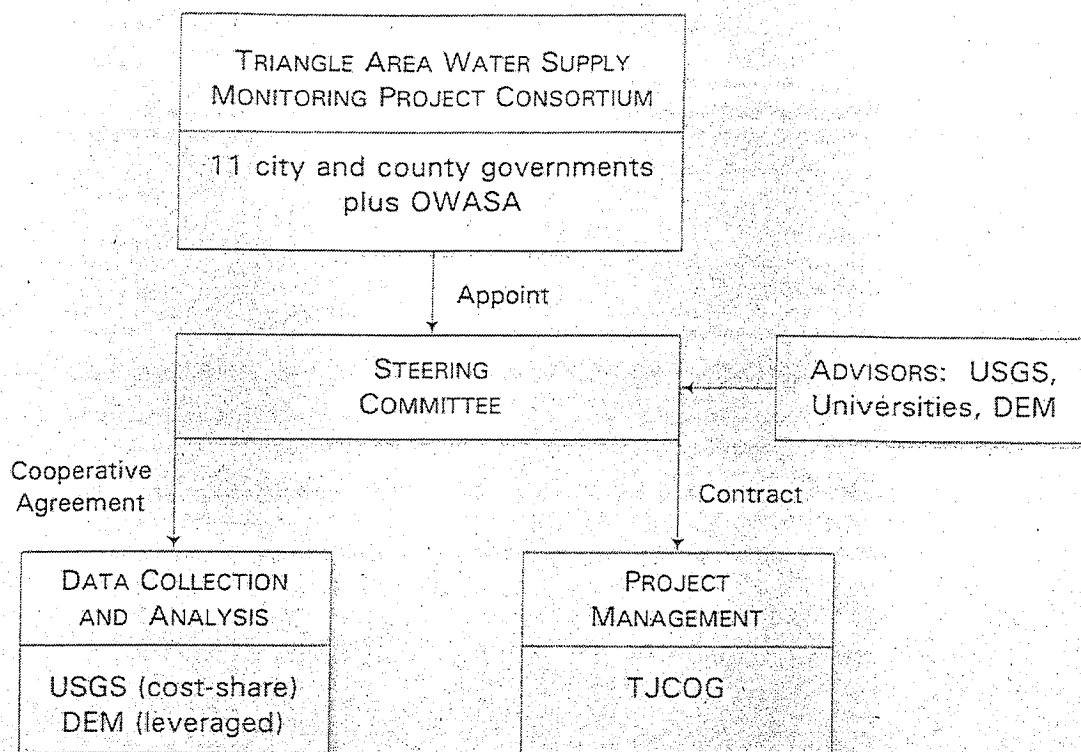 TRIANGLE AREA WATER SUPPLY
MONITORING PROJECT CONSORTIUM
11 city and county governments
plus OWASA
Appoint
STEERING
COMMITTEE
ADVISORS: USGS,
Universities, DEM
Cooperative
Agreement
Contract
DATA COLLECTION
AND ANALYSIS
USGS (cost-share)
DEM (leveraged)
PROJECT
MANAGEMENT
TJCOG